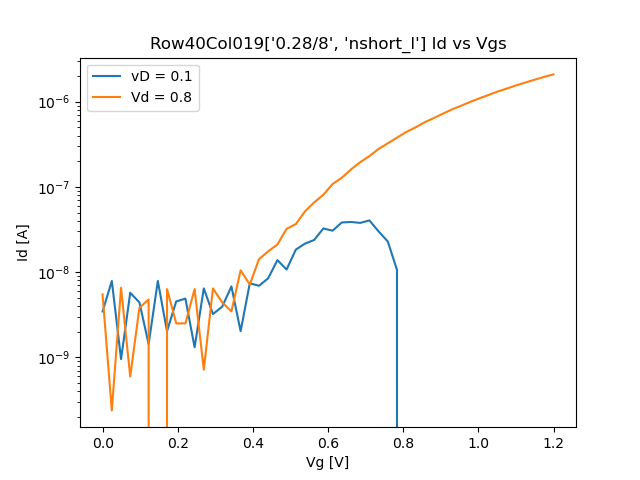 Row40Col019['0.28/8', 'nshort_l'] Id vs Vgs
vD = 0.1
Vd = 0.8
Id [A]
10⁻⁶
10⁻⁷
10⁻⁸
10⁻⁹
0.0 0.2 0.4 0.6 0.8 1.0 1.2
Vg [V]